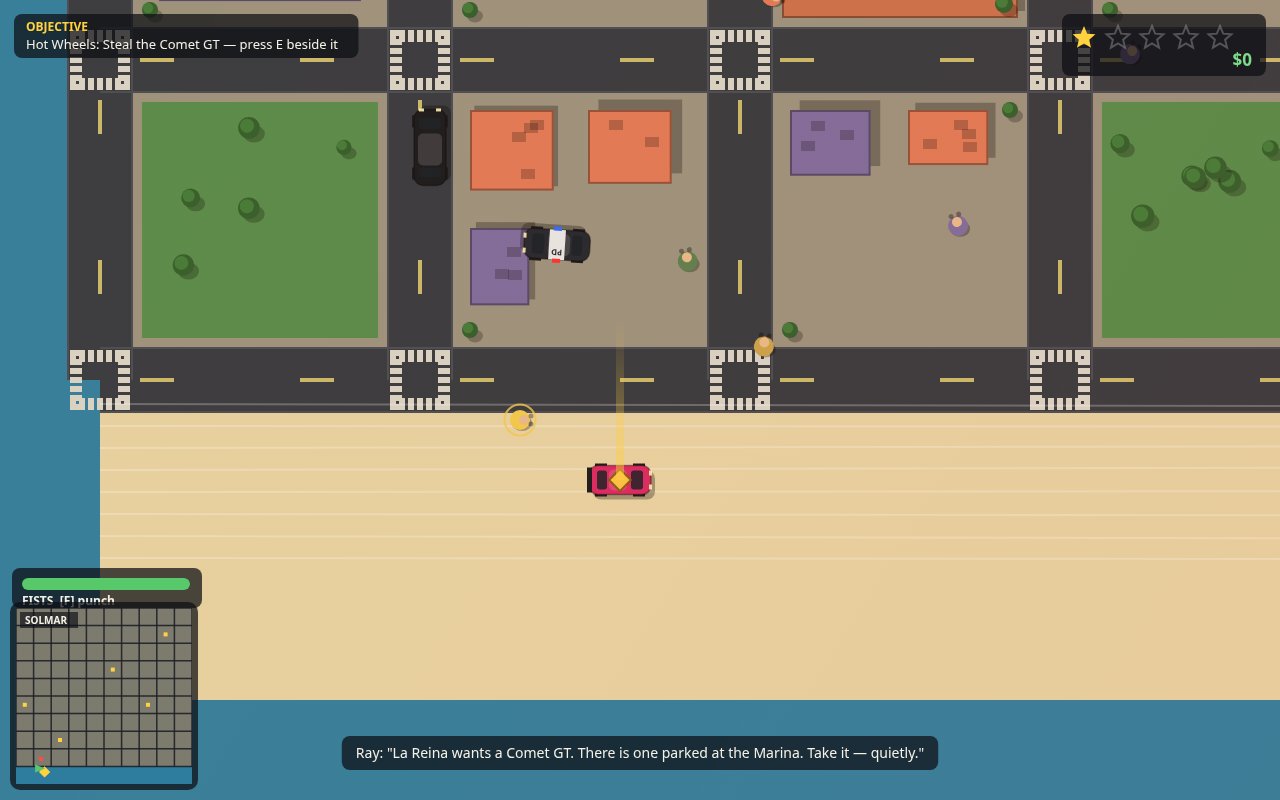 OBJECTIVE
Hot Wheels: Steal the Comet GT — press E beside it
$0
PD
FISTS [F] punch
SOLMAR
Ray: "La Reina wants a Comet GT. There is one parked at the Marina. Take it — quietly."